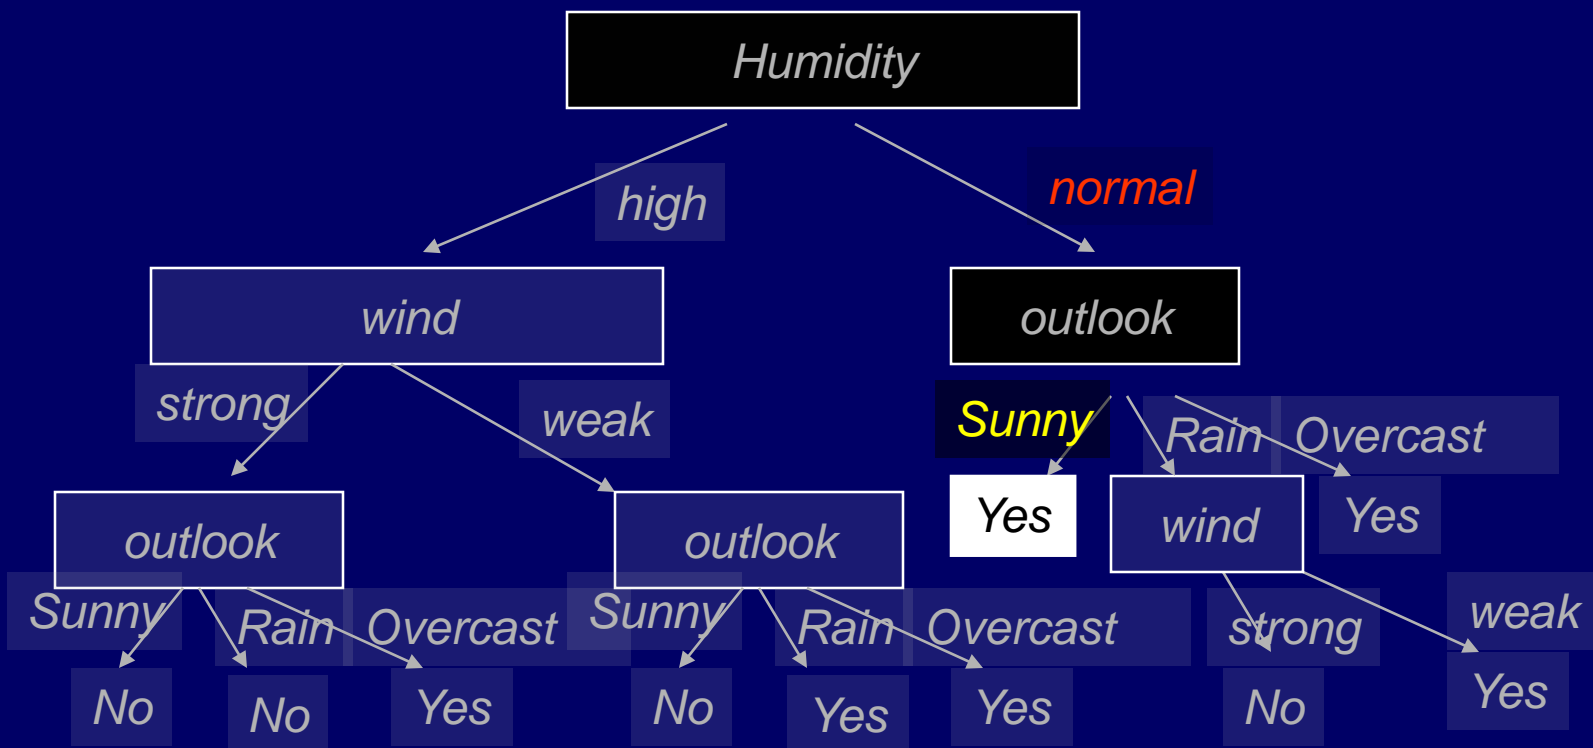 Humidity
high
normal
wind
outlook
strong
weak
Sunny
Rain
Overcast
Yes
wind
Yes
outlook
outlook
Sunny
Rain
Overcast
Sunny
Rain
Overcast
strong
weak
No
No
Yes
No
Yes
Yes
No
Yes